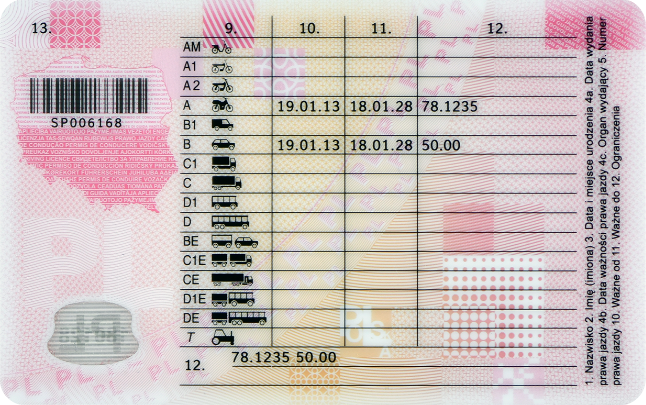 13.
9. 10. 11. 12.
AM
A1
A2
A 19.01.13 18.01.28 78.1235
B1
B 19.01.13 18.01.28 50.00
C1
C
D1
D
BE
C1E
CE
D1E
DE
T
12. 78.1235 50.00
SP006168
1. Nazwisko 2. Imię (imiona) 3. Data i miejsce urodzenia 4a. Data wydania
prawa jazdy 4b. Data ważności prawa jazdy 4c. Organ wydający 5. Numer
prawa jazdy 10. Ważne od 11. Ważne do 12. Ograniczenia